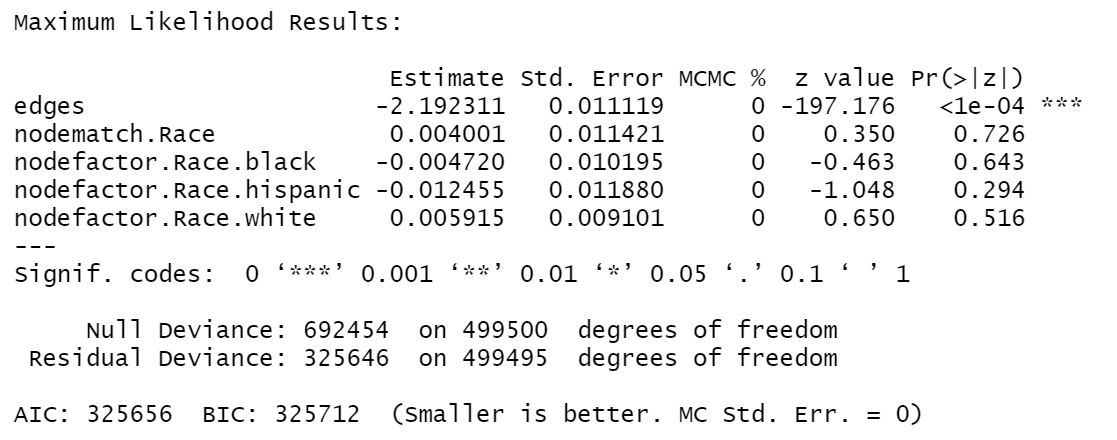 Maximum Likelihood Results:

                          Estimate Std. Error MCMC %  z value Pr(>|z|)
edges                    -2.192311   0.011119      0 -197.176   <1e-04 ***
nodematch.Race            0.004001   0.011421      0    0.350    0.726
nodefactor.Race.black    -0.004720   0.010195      0   -0.463    0.643
nodefactor.Race.hispanic -0.012455   0.011880      0   -1.048    0.294
nodefactor.Race.white     0.005915   0.009101      0    0.650    0.516
---
Signif. codes:  0 ‘***’ 0.001 ‘**’ 0.01 ‘*’ 0.05 ‘.’ 0.1 ‘ ’ 1

     Null Deviance: 692454  on 499500  degrees of freedom
 Residual Deviance: 325646  on 499495  degrees of freedom

AIC: 325656  BIC: 325712  (Smaller is better. MC Std. Err. = 0)